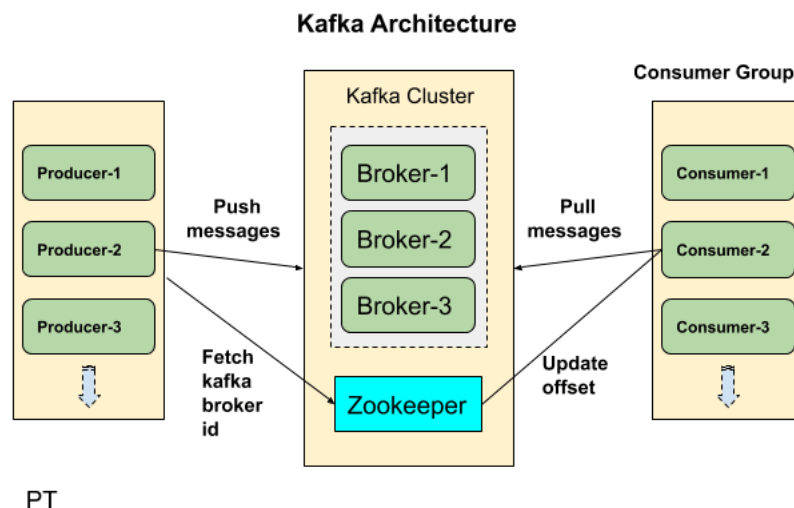 Kafka Architecture
Consumer Group
Kafka Cluster
Producer-1
Producer-2
Producer-3
Push
messages
Fetch
kafka
broker
id
Broker-1
Broker-2
Broker-3
Zookeeper
Pull
messages
Update
offset
Consumer-1
Consumer-2
Consumer-3
PT